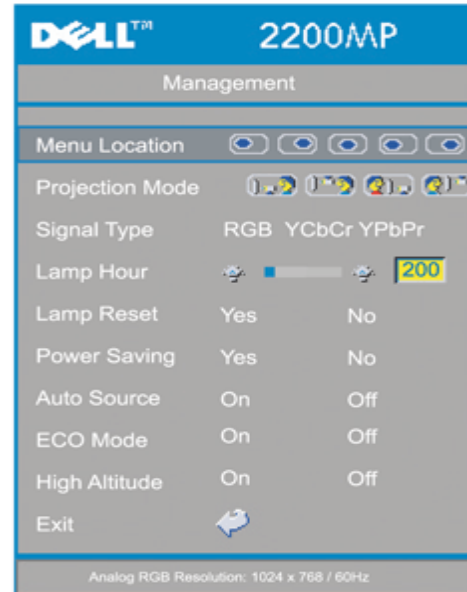 DELL™ 2200MP
Management
Menu Location
Projection Mode
Signal Type RGB YCbCr YPbPr
Lamp Hour 200
Lamp Reset Yes No
Power Saving Yes No
Auto Source On Off
ECO Mode On Off
High Altitude On Off
Exit
Analog RGB Resolution: 1024 x 768 / 60Hz